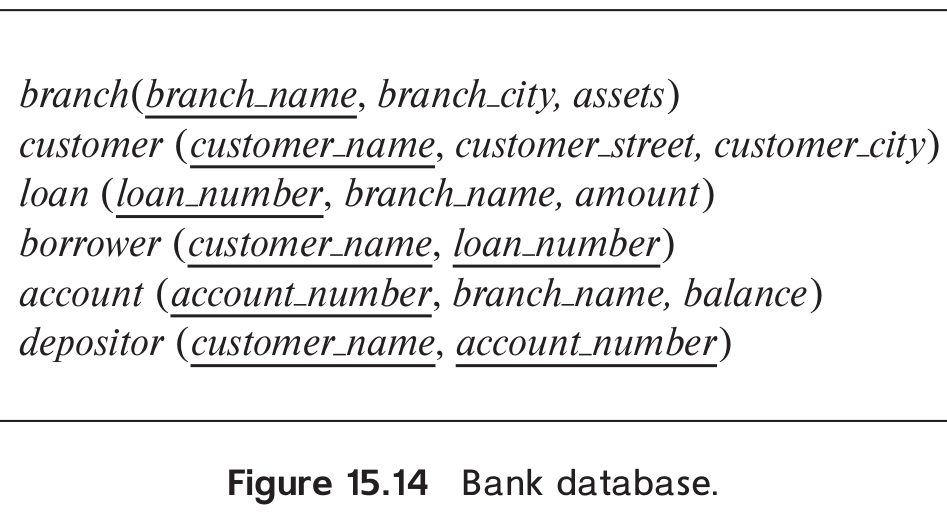 branch(branch_name, branch_city, assets)
customer (customer_name, customer_street, customer_city)
loan (loan_number, branch_name, amount)
borrower (customer_name, loan_number)
account (account_number, branch_name, balance)
depositor (customer_name, account_number)
Figure 15.14 Bank database.